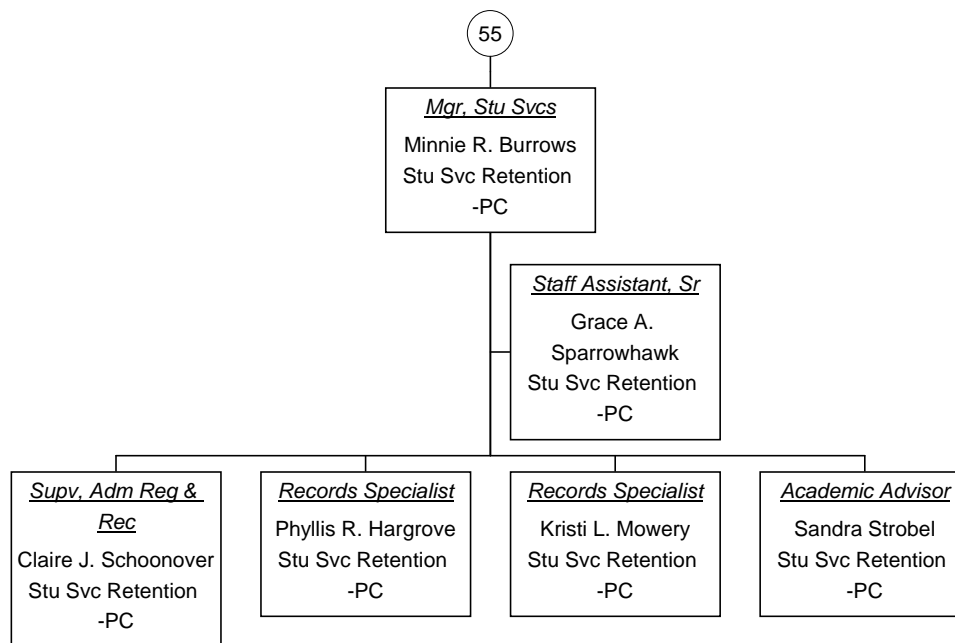 55
Mgr, Stu Svcs
Minnie R. Burrows
Stu Svc Retention
-PC
Staff Assistant, Sr
Grace A.
Sparrowhawk
Stu Svc Retention
-PC
Supv, Adm Reg &
Rec
Claire J. Schoonover
Stu Svc Retention
-PC
Records Specialist
Phyllis R. Hargrove
Stu Svc Retention
-PC
Records Specialist
Kristi L. Mowery
Stu Svc Retention
-PC
Academic Advisor
Sandra Strobel
Stu Svc Retention
-PC